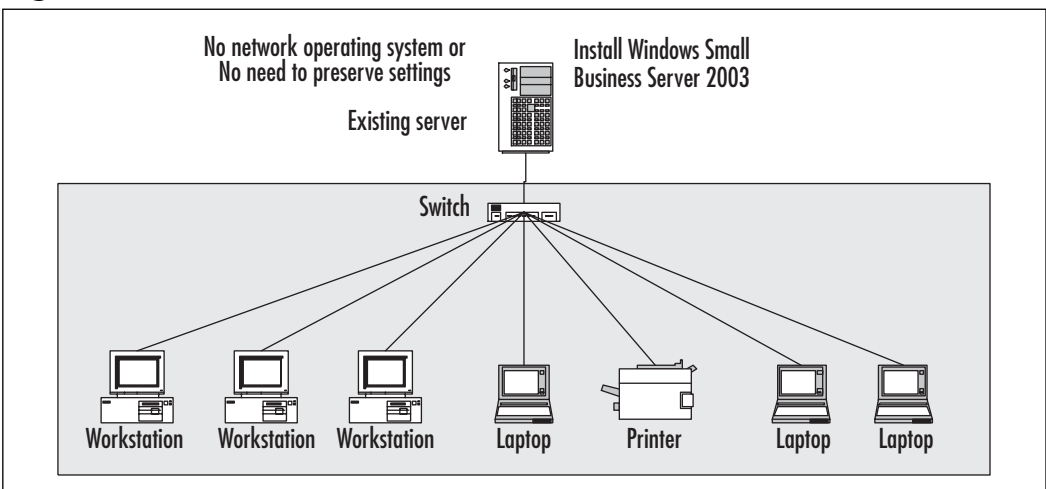 No network operating system or
No need to preserve settings
Install Windows Small
Business Server 2003
Existing server
Switch
Workstation
Workstation
Workstation
Laptop
Printer
Laptop
Laptop